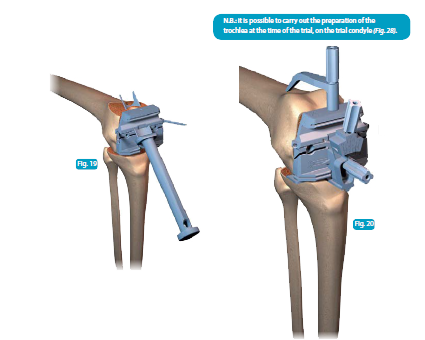 N.B.: It is possible to carry out the preparation of the
trochlea at the time of the trial, on the trial condyle (Fig. 28).
Fig. 19
Fig. 20